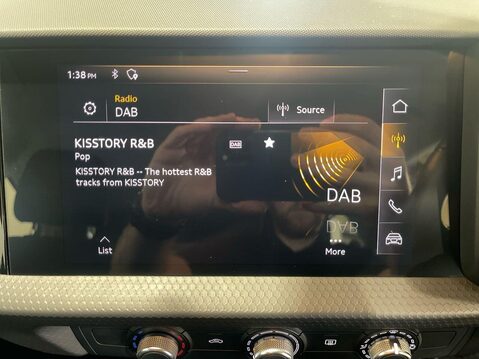 1:38 PM
Radio
DAB
Source
KISSTORY R&B
Pop
KISSTORY R&B -- The hottest R&B
tracks from KISSTORY
DAB
DAB
List
More